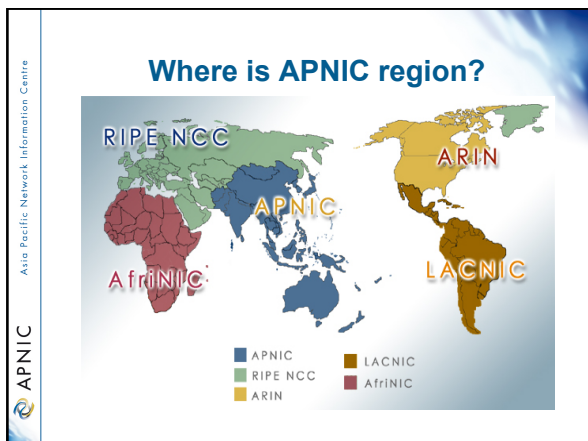 Where is APNIC region?
Asia Pacific Network Information Centre
APNIC
RIPE NCC
ARIN
APNIC
AfriNIC
LACNIC
APNIC
RIPE NCC
ARIN
LACNIC
AfriNIC